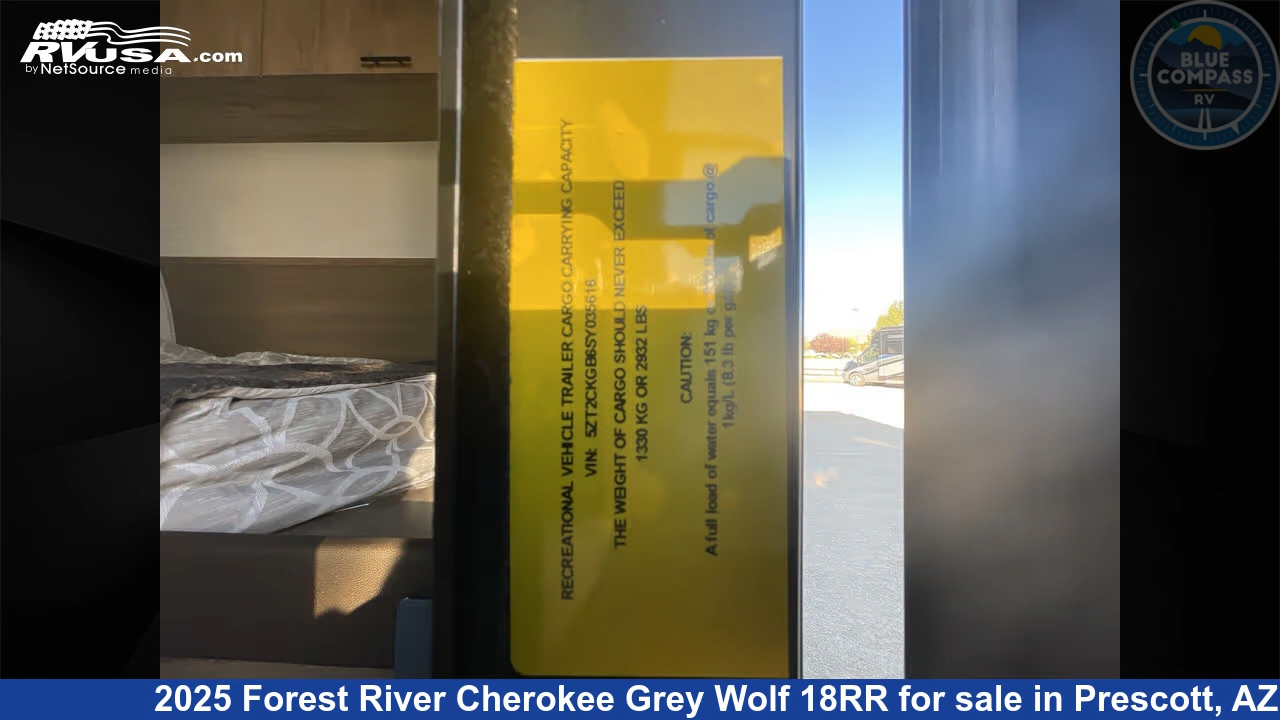 RVUSA.com
by NetSource media
BLUE
COMPASS
RV
RECREATIONAL VEHICLE TRAILER CARGO CARRYING CAPACITY
VIN: 5ZT2CKGB6SY035616
THE WEIGHT OF CARGO SHOULD NEVER EXCEED
1330 KG OR 2932 LBS
CAUTION:
A full load of water equals 151 kg of cargo @
1kg/L (8.3 lb per
2025 Forest River Cherokee Grey Wolf 18RR for sale in Prescott, AZ